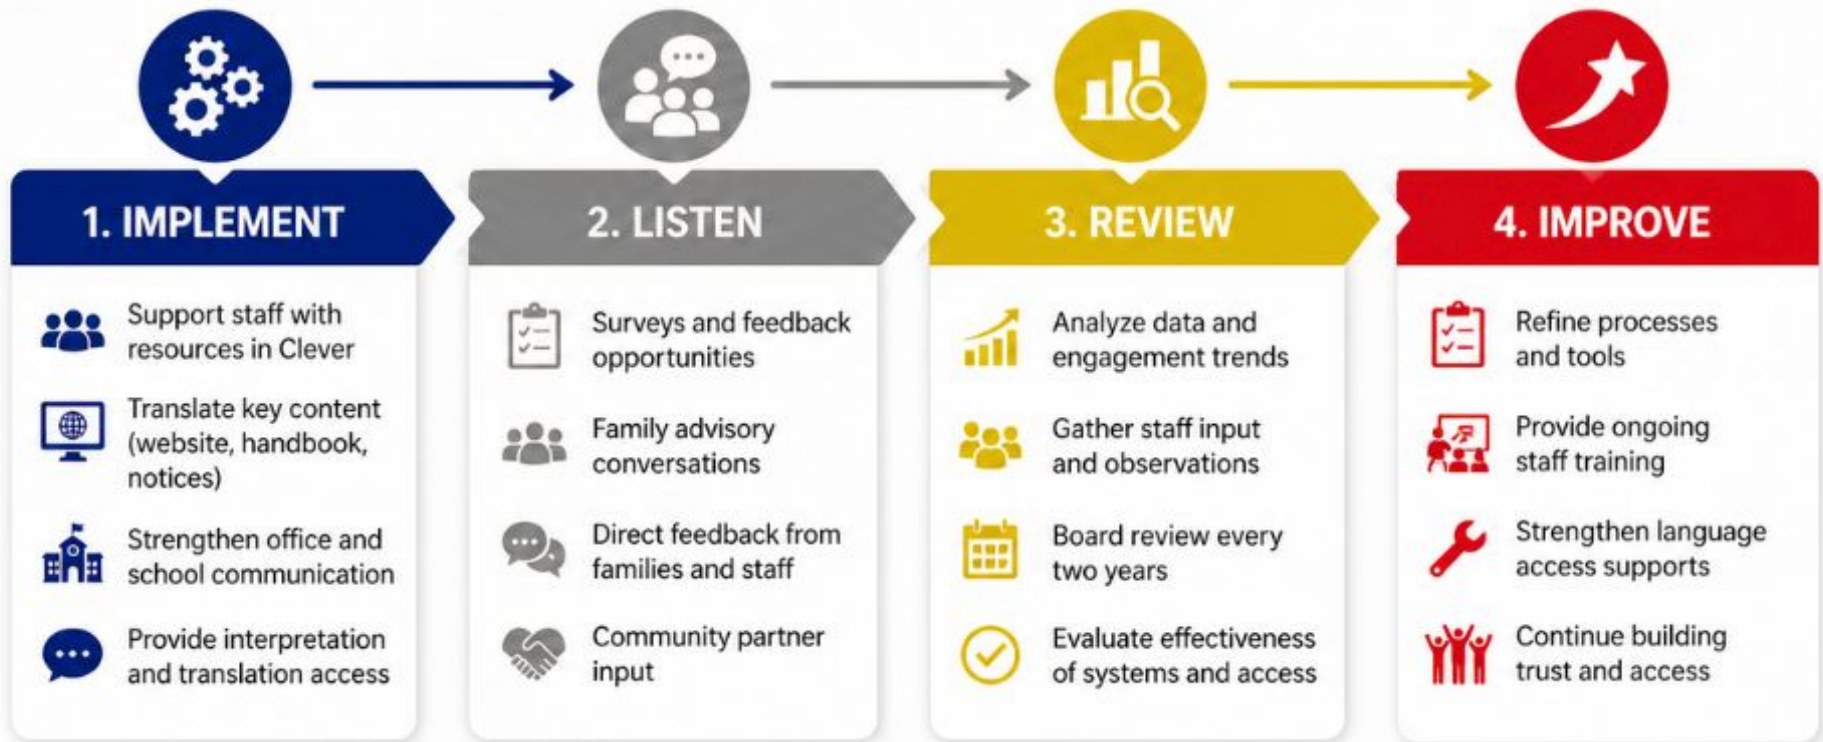 1. IMPLEMENT
Support staff with
resources in Clever
Translate key content
(website, handbook,
notices)
Strengthen office and
school communication
Provide interpretation
and translation access
2. LISTEN
Surveys and feedback
opportunities
Family advisory
conversations
Direct feedback from
families and staff
Community partner
input
3. REVIEW
Analyze data and
engagement trends
Gather staff input
and observations
Board review every
two years
Evaluate effectiveness
of systems and access
4. IMPROVE
Refine processes
and tools
Provide ongoing
staff training
Strengthen language
access supports
Continue building
trust and access